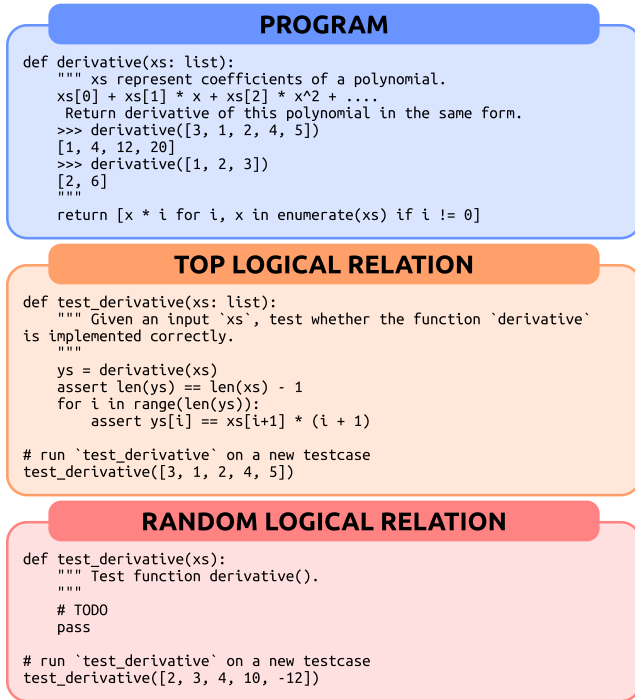 PROGRAM
def derivative(xs: list):
    """ xs represent coefficients of a polynomial.
    xs[0] + xs[1] * x + xs[2] * x^2 + ....
     Return derivative of this polynomial in the same form.
    >>> derivative([3, 1, 2, 4, 5])
    [1, 4, 12, 20]
    >>> derivative([1, 2, 3])
    [2, 6]
    """
    return [x * i for i, x in enumerate(xs) if i != 0]
TOP LOGICAL RELATION
def test_derivative(xs: list):
    """ Given an input `xs`, test whether the function `derivative`
is implemented correctly.
    """
    ys = derivative(xs)
    assert len(ys) == len(xs) - 1
    for i in range(len(ys)):
        assert ys[i] == xs[i+1] * (i + 1)
# run `test_derivative` on a new testcase
test_derivative([3, 1, 2, 4, 5])
RANDOM LOGICAL RELATION
def test_derivative(xs):
    """ Test function derivative().
    """
    # TODO
    pass
# run `test_derivative` on a new testcase
test_derivative([2, 3, 4, 10, -12])